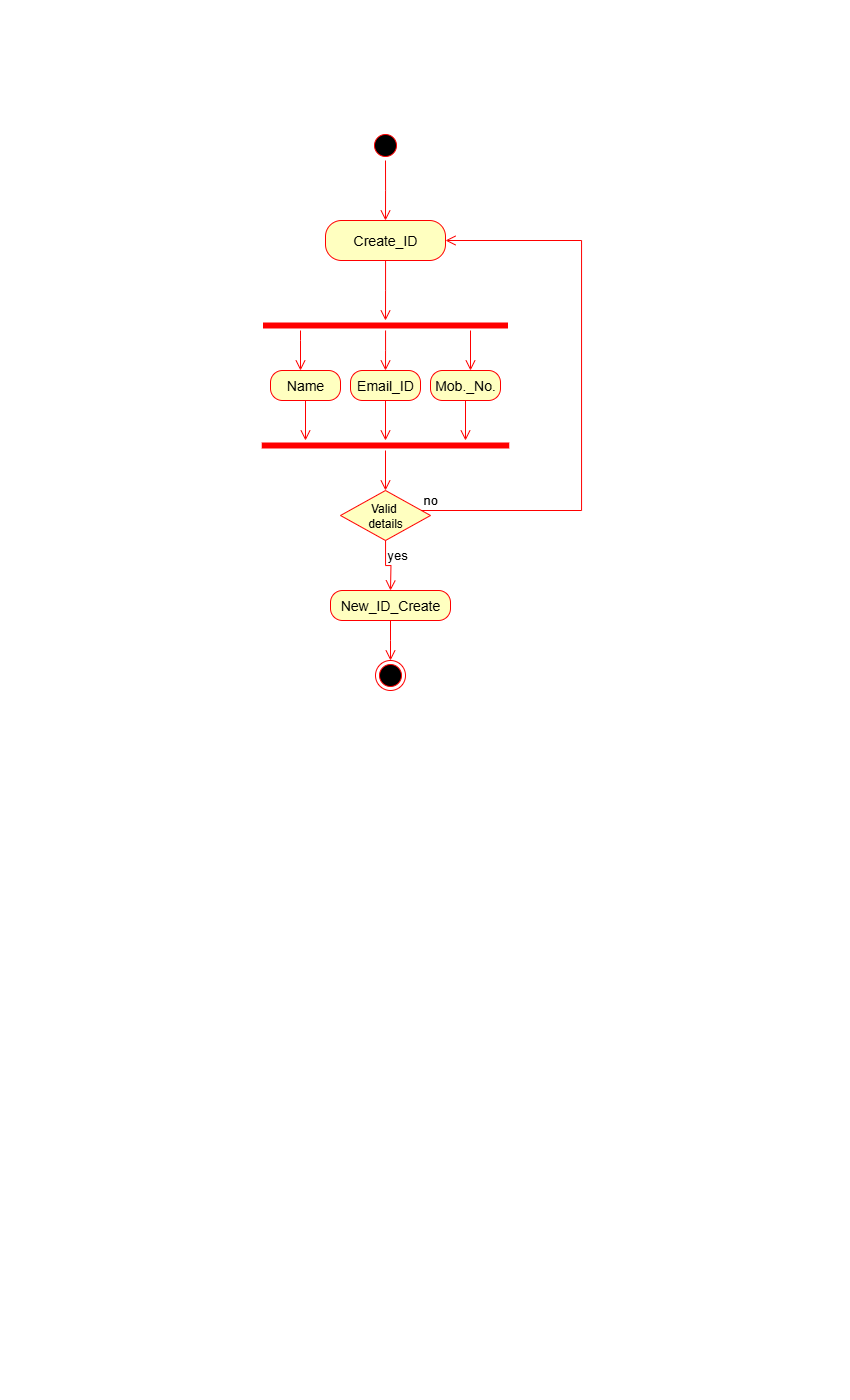 Create_ID
Name
Email_ID
Mob._No.
Valid
details
no
yes
New_ID_Create